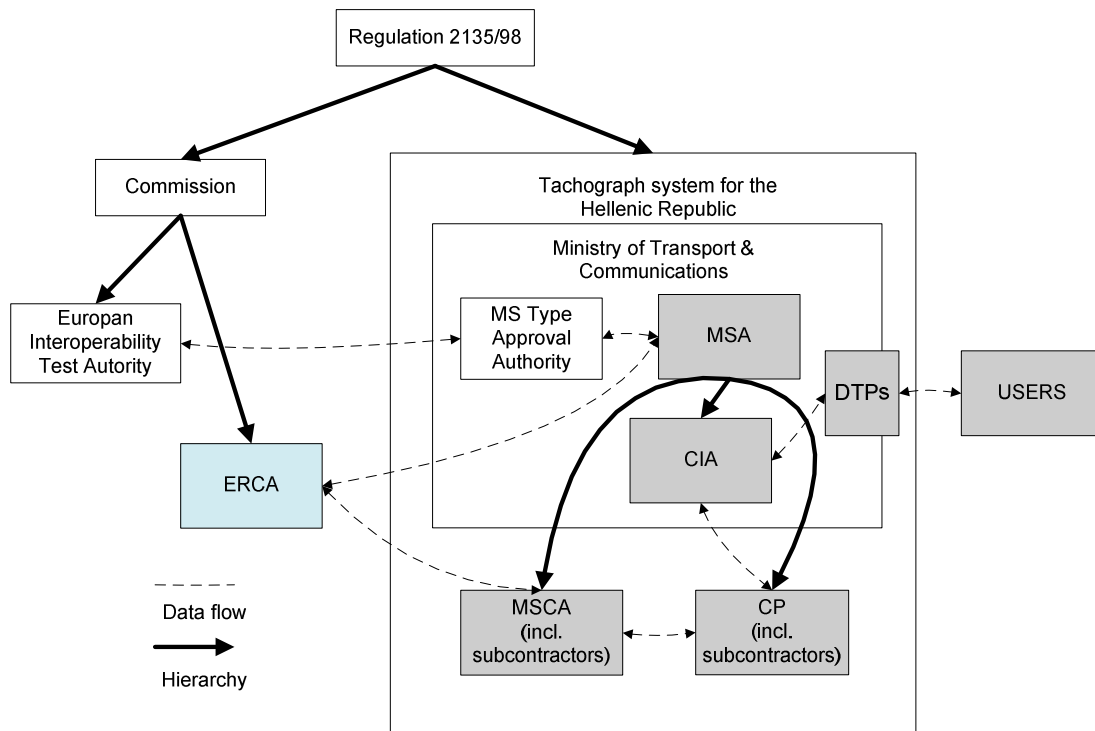 Regulation 2135/98
Commission
Tachograph system for the
Hellenic Republic
Ministry of Transport &
Communications
Europan
Interoperability
Test Autority
MS Type
Approval
Authority
MSA
DTPs
USERS
CIA
ERCA
MSCA
(incl.
subcontractors)
CP
(incl.
subcontractors)
Data flow
Hierarchy